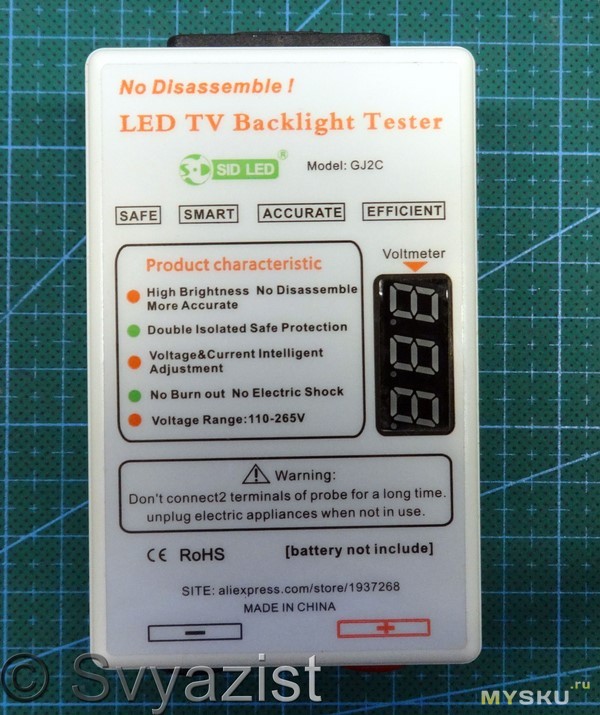 No Disassemble !
LED TV Backlight Tester
SID LED ® Model: GJ2C
SAFE SMART ACCURATE EFFICIENT
Voltmeter
Product characteristic
High Brightness No Disassemble
More Accurate
Double Isolated Safe Protection
Voltage&Current Intelligent
Adjustment
No Burn out No Electric Shock
Voltage Range:110-265V
Warning:
Don't connect2 terminals of probe for a long time.
unplug electric appliances when not in use.
CE RoHS [battery not include]
SITE: aliexpress.com/store/1937268
MADE IN CHINA
- +
© Svyazist
MYSKU.ru